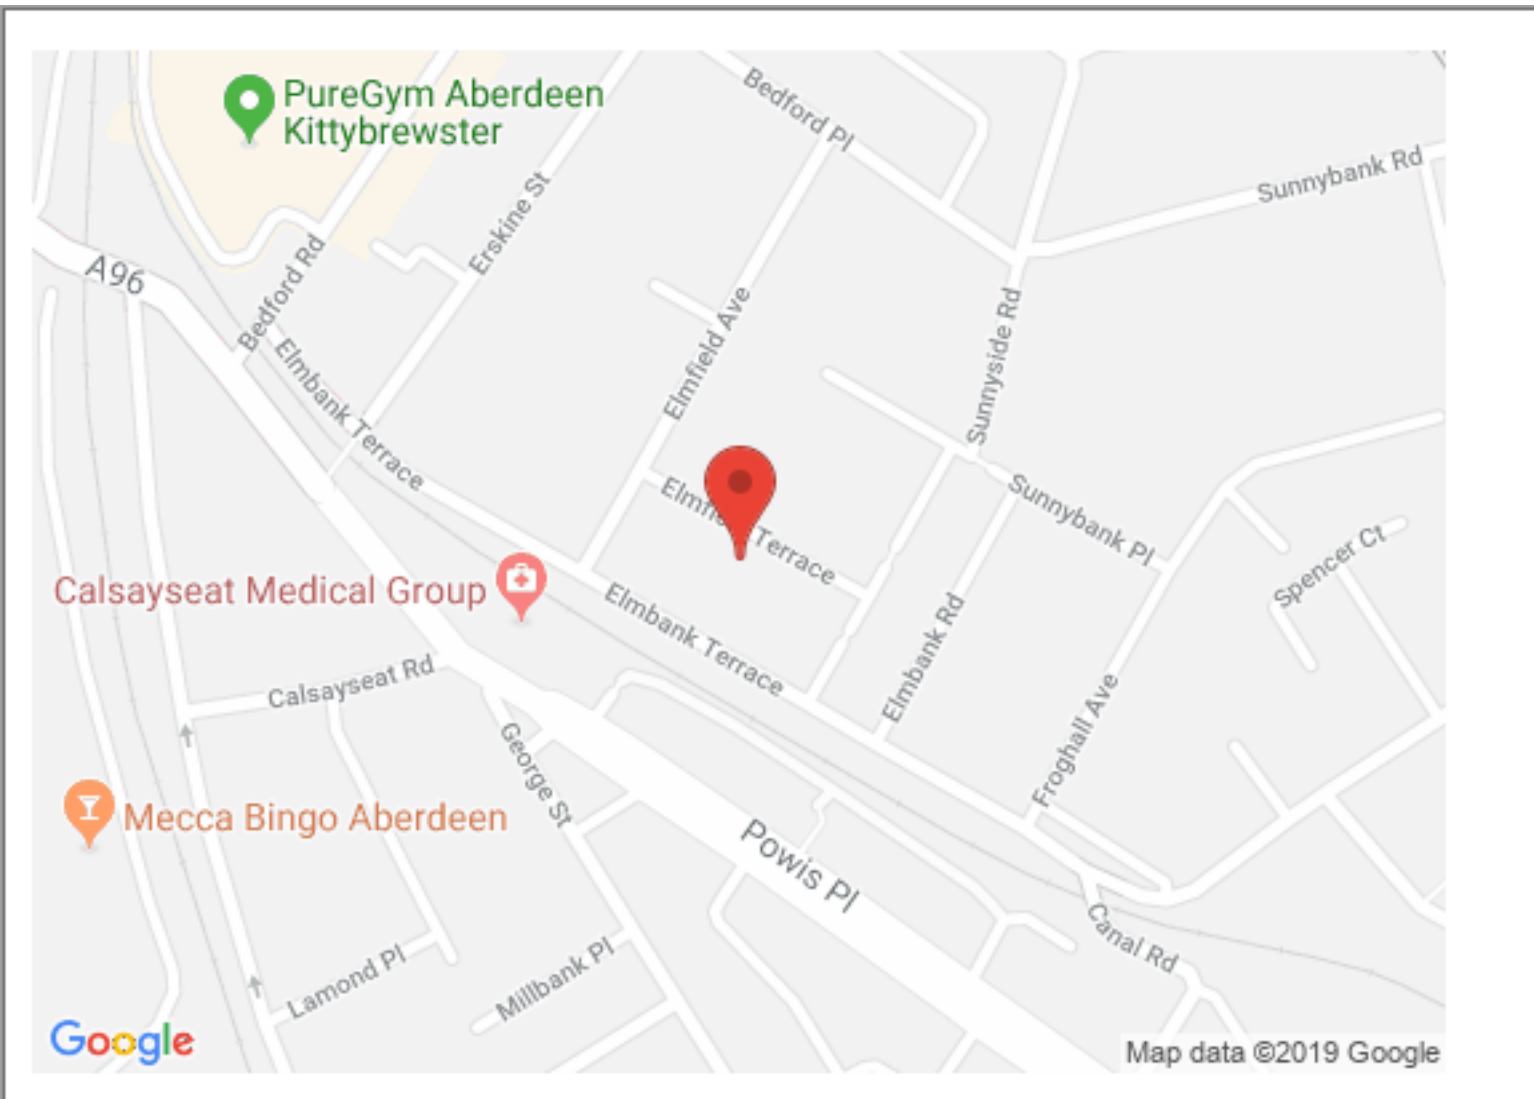 PureGym Aberdeen
Kittybrewster
Bedford Pl
Sunnybank Rd
Erskine St
A96
Bedford Rd
Elmfield Ave
Sunnyside Rd
Elmbank Terrace
Elmfield Terrace
Sunnybank Pl
Spencer Ct
Calsayseat Medical Group
Elmbank Terrace
Elmbank Rd
Calsayseat Rd
Froghall Ave
George St
Mecca Bingo Aberdeen
Powis Pl
Canal Rd
Lamond Pl
Millbank Pl
Google
Map data ©2019 Google